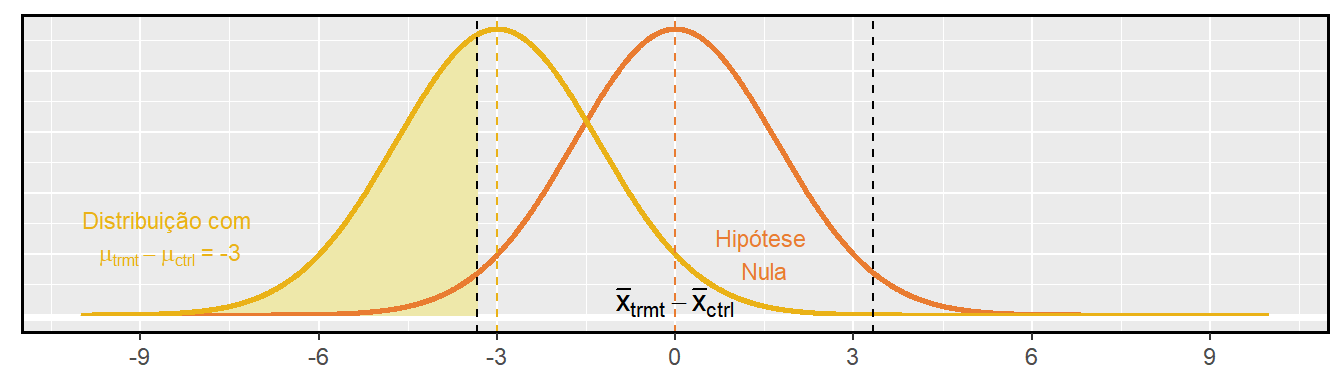 Distribuição com
μtrmt – μctrl = -3
Hipótese
Nula
x̅trmt – x̅ctrl
-9 -6 -3 0 3 6 9